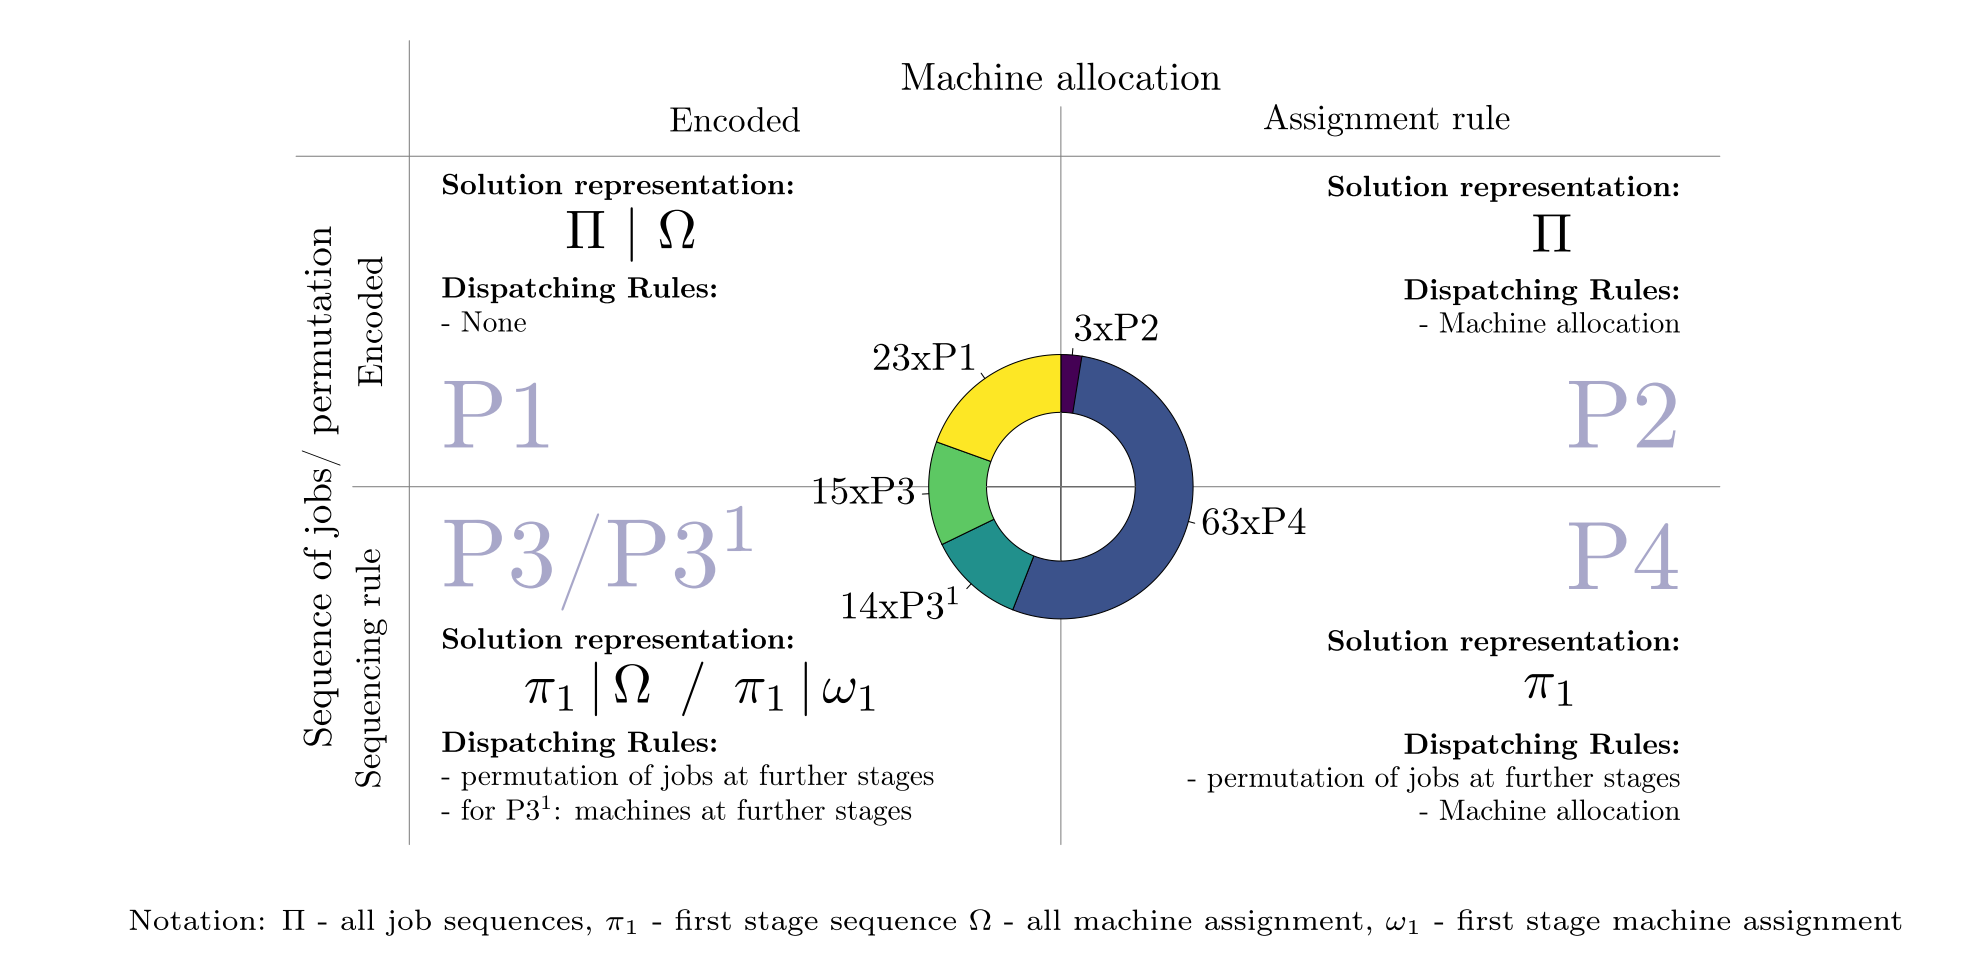 Machine allocation
Encoded
Assignment rule
Sequence of jobs/ permutation
Encoded
Sequencing rule
Solution representation:
Π | Ω
Dispatching Rules:
- None
P1
Solution representation:
Π
Dispatching Rules:
- Machine allocation
P2
3xP2
23xP1
15xP3
14xP3¹
63xP4
P3/P3¹
Solution representation:
π₁ | Ω / π₁ | ω₁
Dispatching Rules:
- permutation of jobs at further stages
- for P3¹: machines at further stages
P4
Solution representation:
π₁
Dispatching Rules:
- permutation of jobs at further stages
- Machine allocation
Notation: Π - all job sequences, π₁ - first stage sequence Ω - all machine assignment, ω₁ - first stage machine assignment